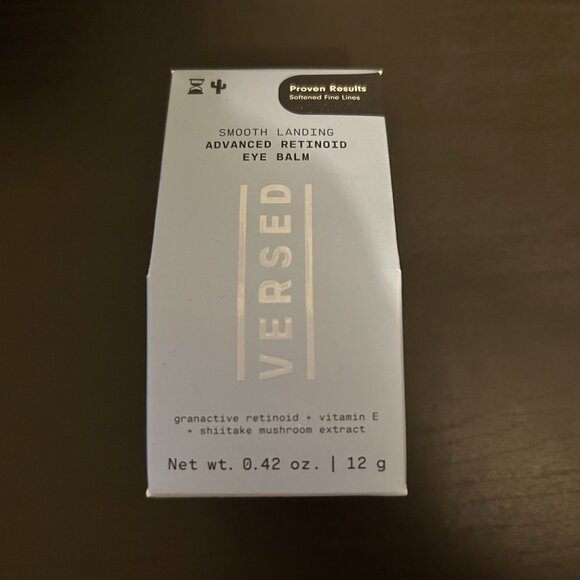 Proven Results
Softened Fine Lines
SMOOTH LANDING
ADVANCED RETINOID
EYE BALM
VERSED
granactive retinoid + vitamin E
+ shiitake mushroom extract
Net wt. 0.42 oz. | 12 g